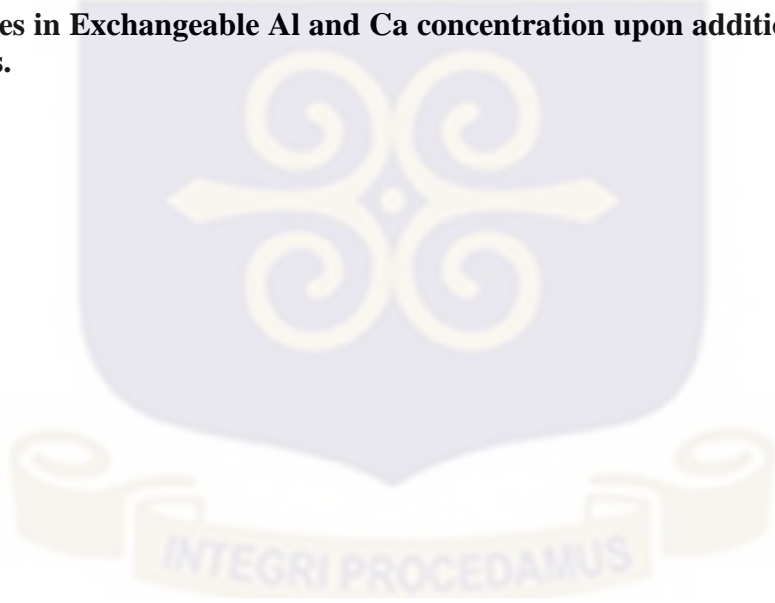 es in Exchangeable Al and Ca concentration upon additio
s.
INTEGRI PROCEDAMUS